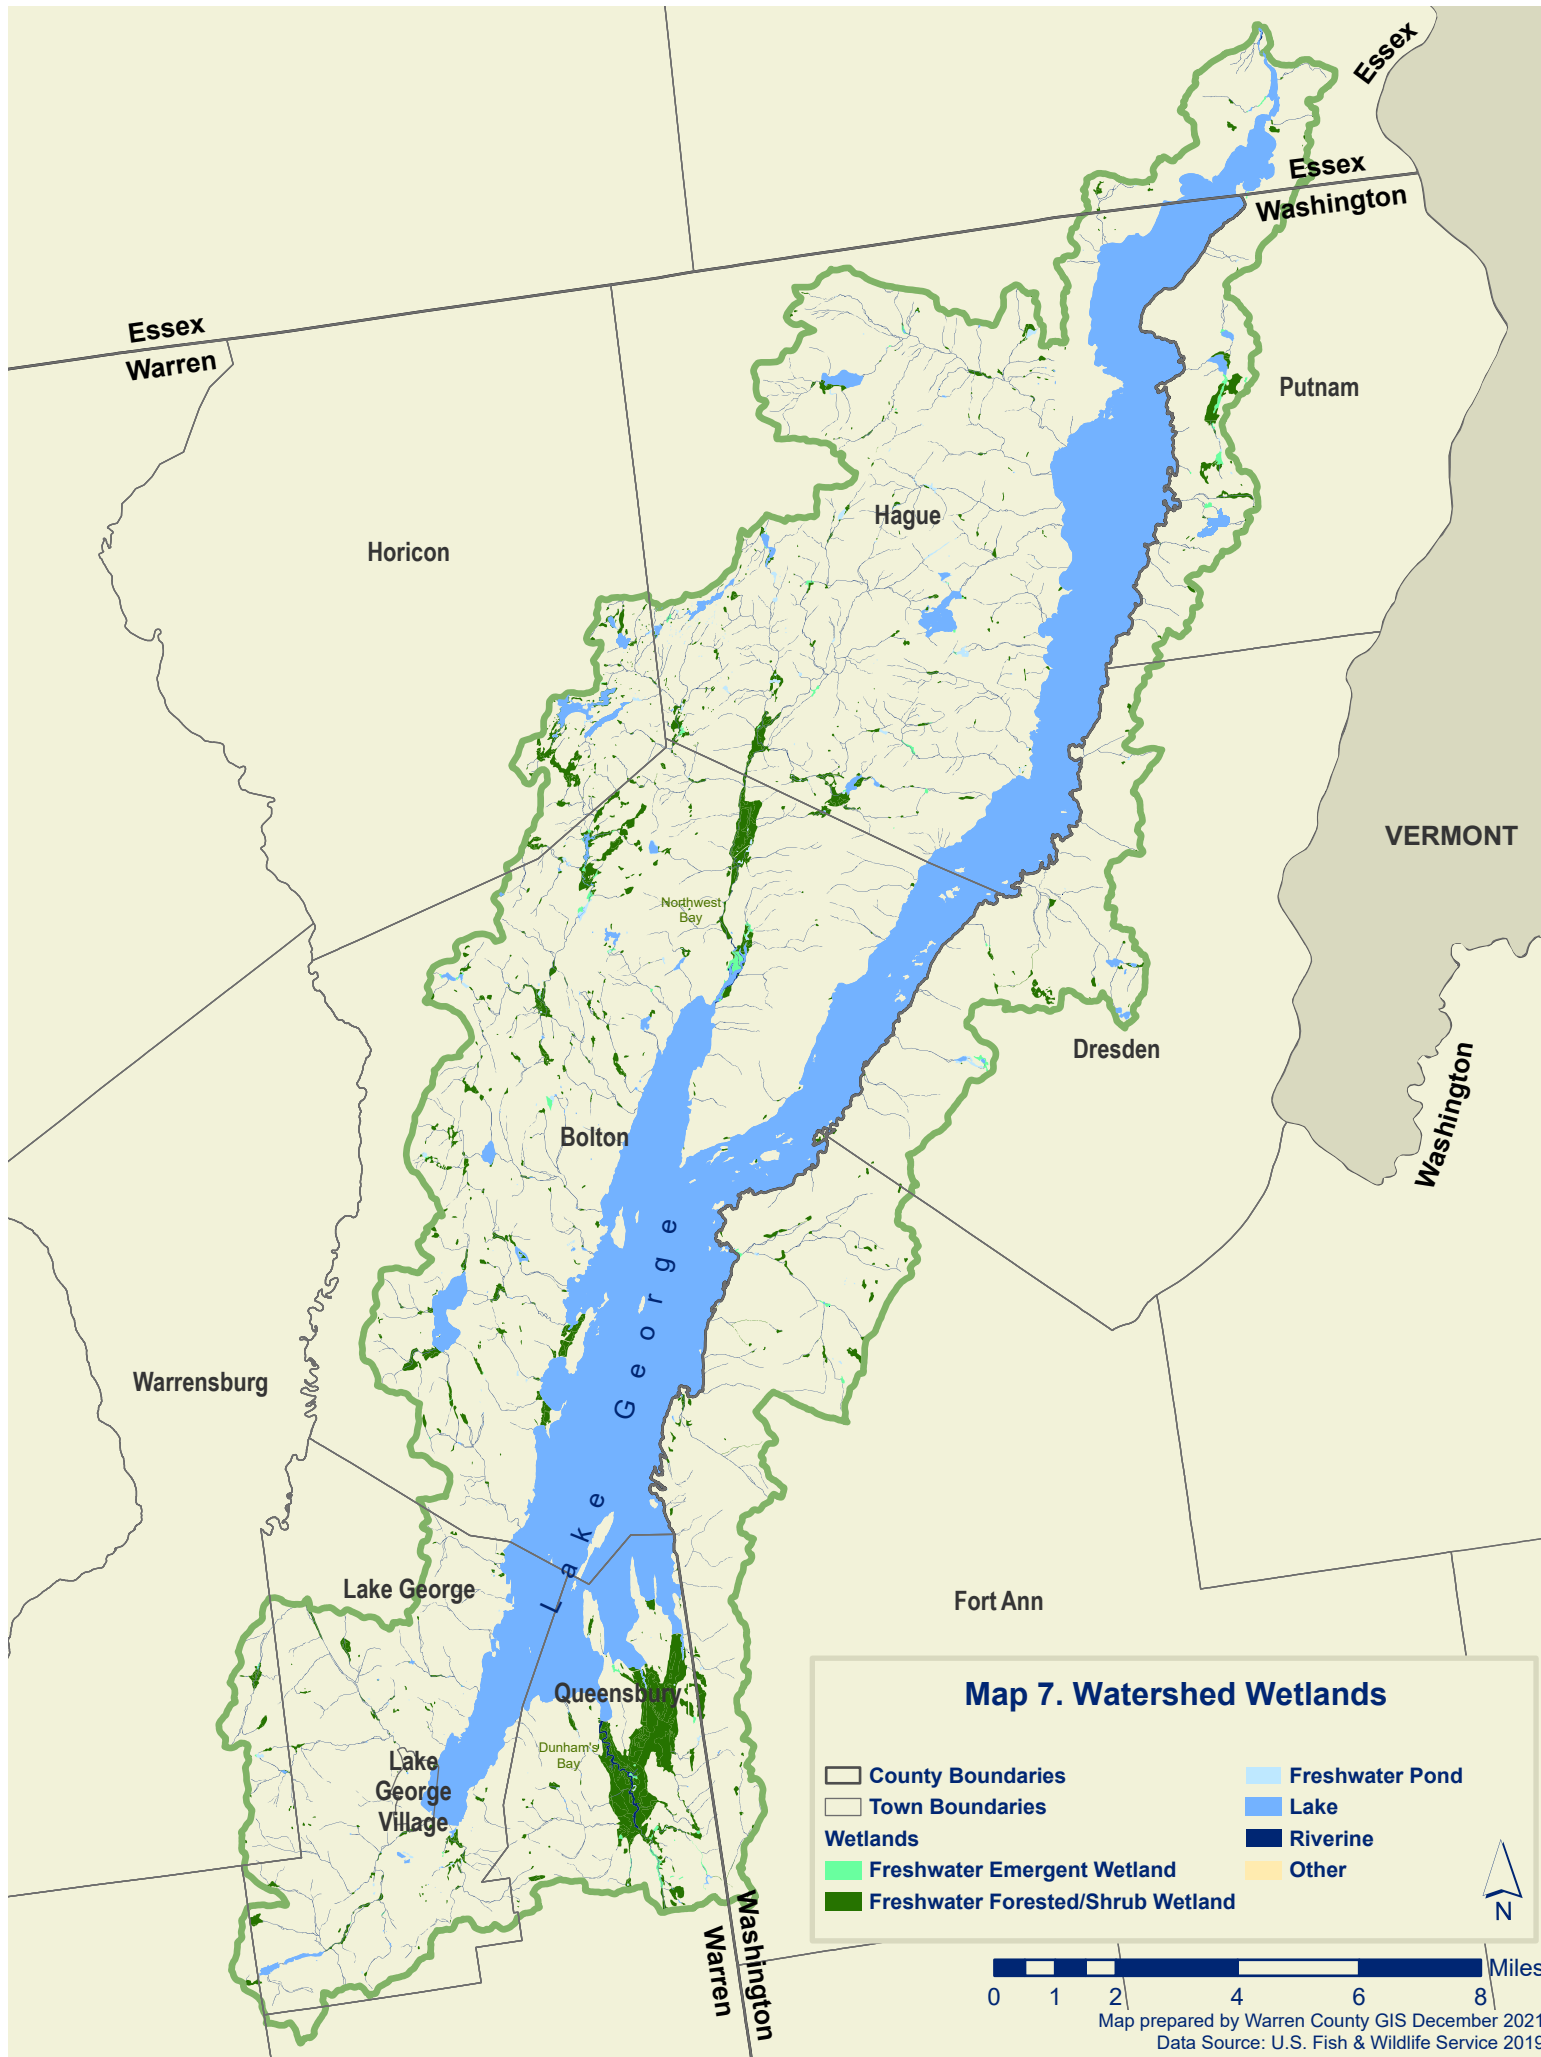 Essex
Essex
Washington
Essex
Warren
Putnam
Hague
Horicon
VERMONT
Northwest
Bay
Dresden
Washington
Bolton
Lake George
Warrensburg
Lake George
Fort Ann
Queensbury
Dunham's
Bay
Lake
George
Village
Washington
Warren
Map 7. Watershed Wetlands
County Boundaries
Town Boundaries
Wetlands
Freshwater Emergent Wetland
Freshwater Forested/Shrub Wetland
Freshwater Pond
Lake
Riverine
Other
N
Miles
0 1 2 4 6 8
Map prepared by Warren County GIS December 2021
Data Source: U.S. Fish & Wildlife Service 2019